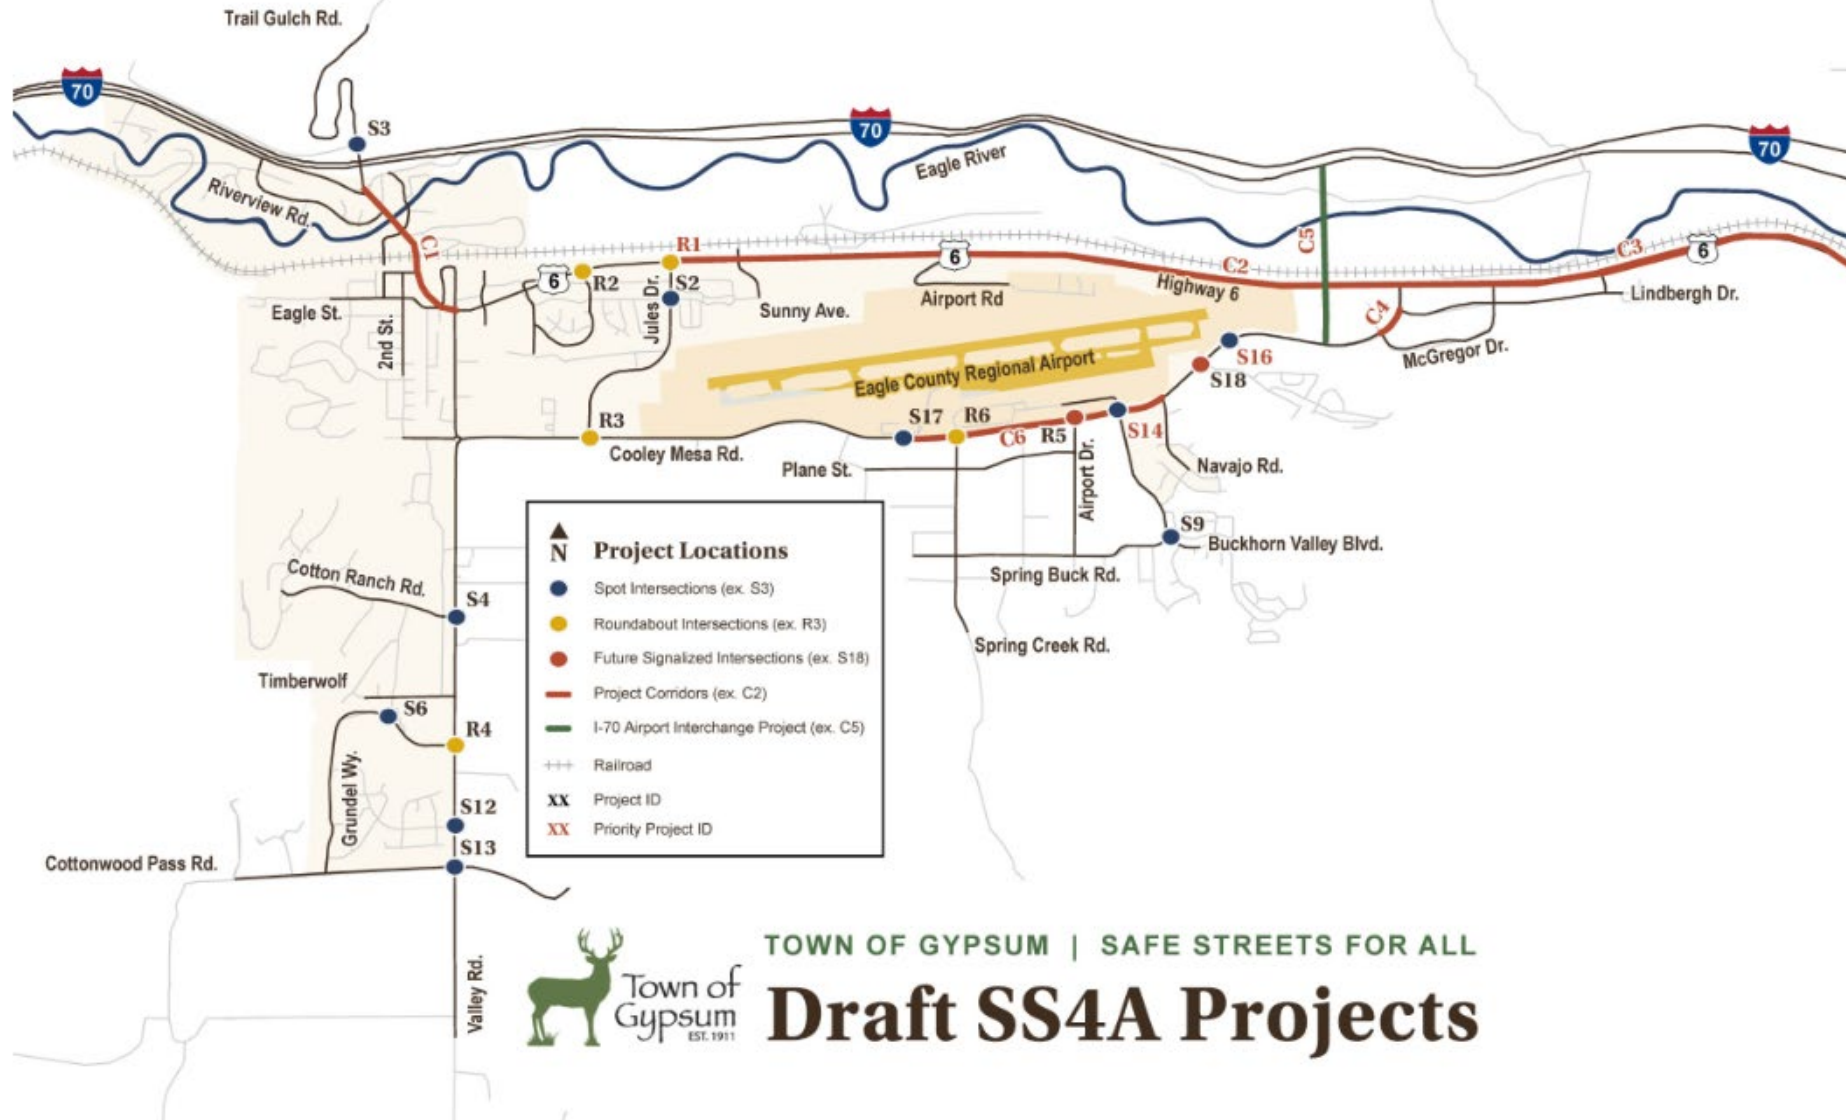 Trail Gulch Rd.
70
S3
70
70
Eagle River
Riverview Rd.
C1
R1
6
C2
C5
C3
6
6
R2
S2
Jules Dr.
Sunny Ave.
Airport Rd
Highway 6
Lindbergh Dr.
Eagle St.
2nd St.
C4
McGregor Dr.
S16
S18
Eagle County Regional Airport
R3
Cooley Mesa Rd.
S17
R6
C6
R5
S14
Plane St.
Airport Dr.
Navajo Rd.
S9
Buckhorn Valley Blvd.
Spring Buck Rd.
Spring Creek Rd.
Cotton Ranch Rd.
S4
Timberwolf
S6
R4
Grundel Wy.
S12
S13
Cottonwood Pass Rd.
Valley Rd.
N
Project Locations
Spot Intersections (ex. S3)
Roundabout Intersections (ex. R3)
Future Signalized Intersections (ex. S18)
Project Corridors (ex. C2)
I-70 Airport Interchange Project (ex. C5)
Railroad
XX Project ID
XX Priority Project ID
Town of
Gypsum
EST. 1911
TOWN OF GYPSUM | SAFE STREETS FOR ALL
Draft SS4A Projects